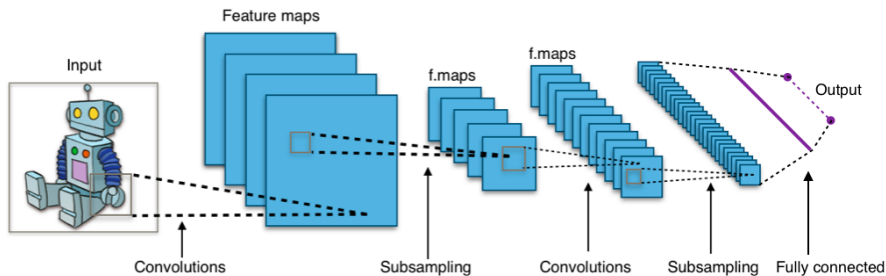 Feature maps
Input
f.maps
f.maps
Output
Convolutions
Subsampling
Convolutions
Subsampling
Fully connected